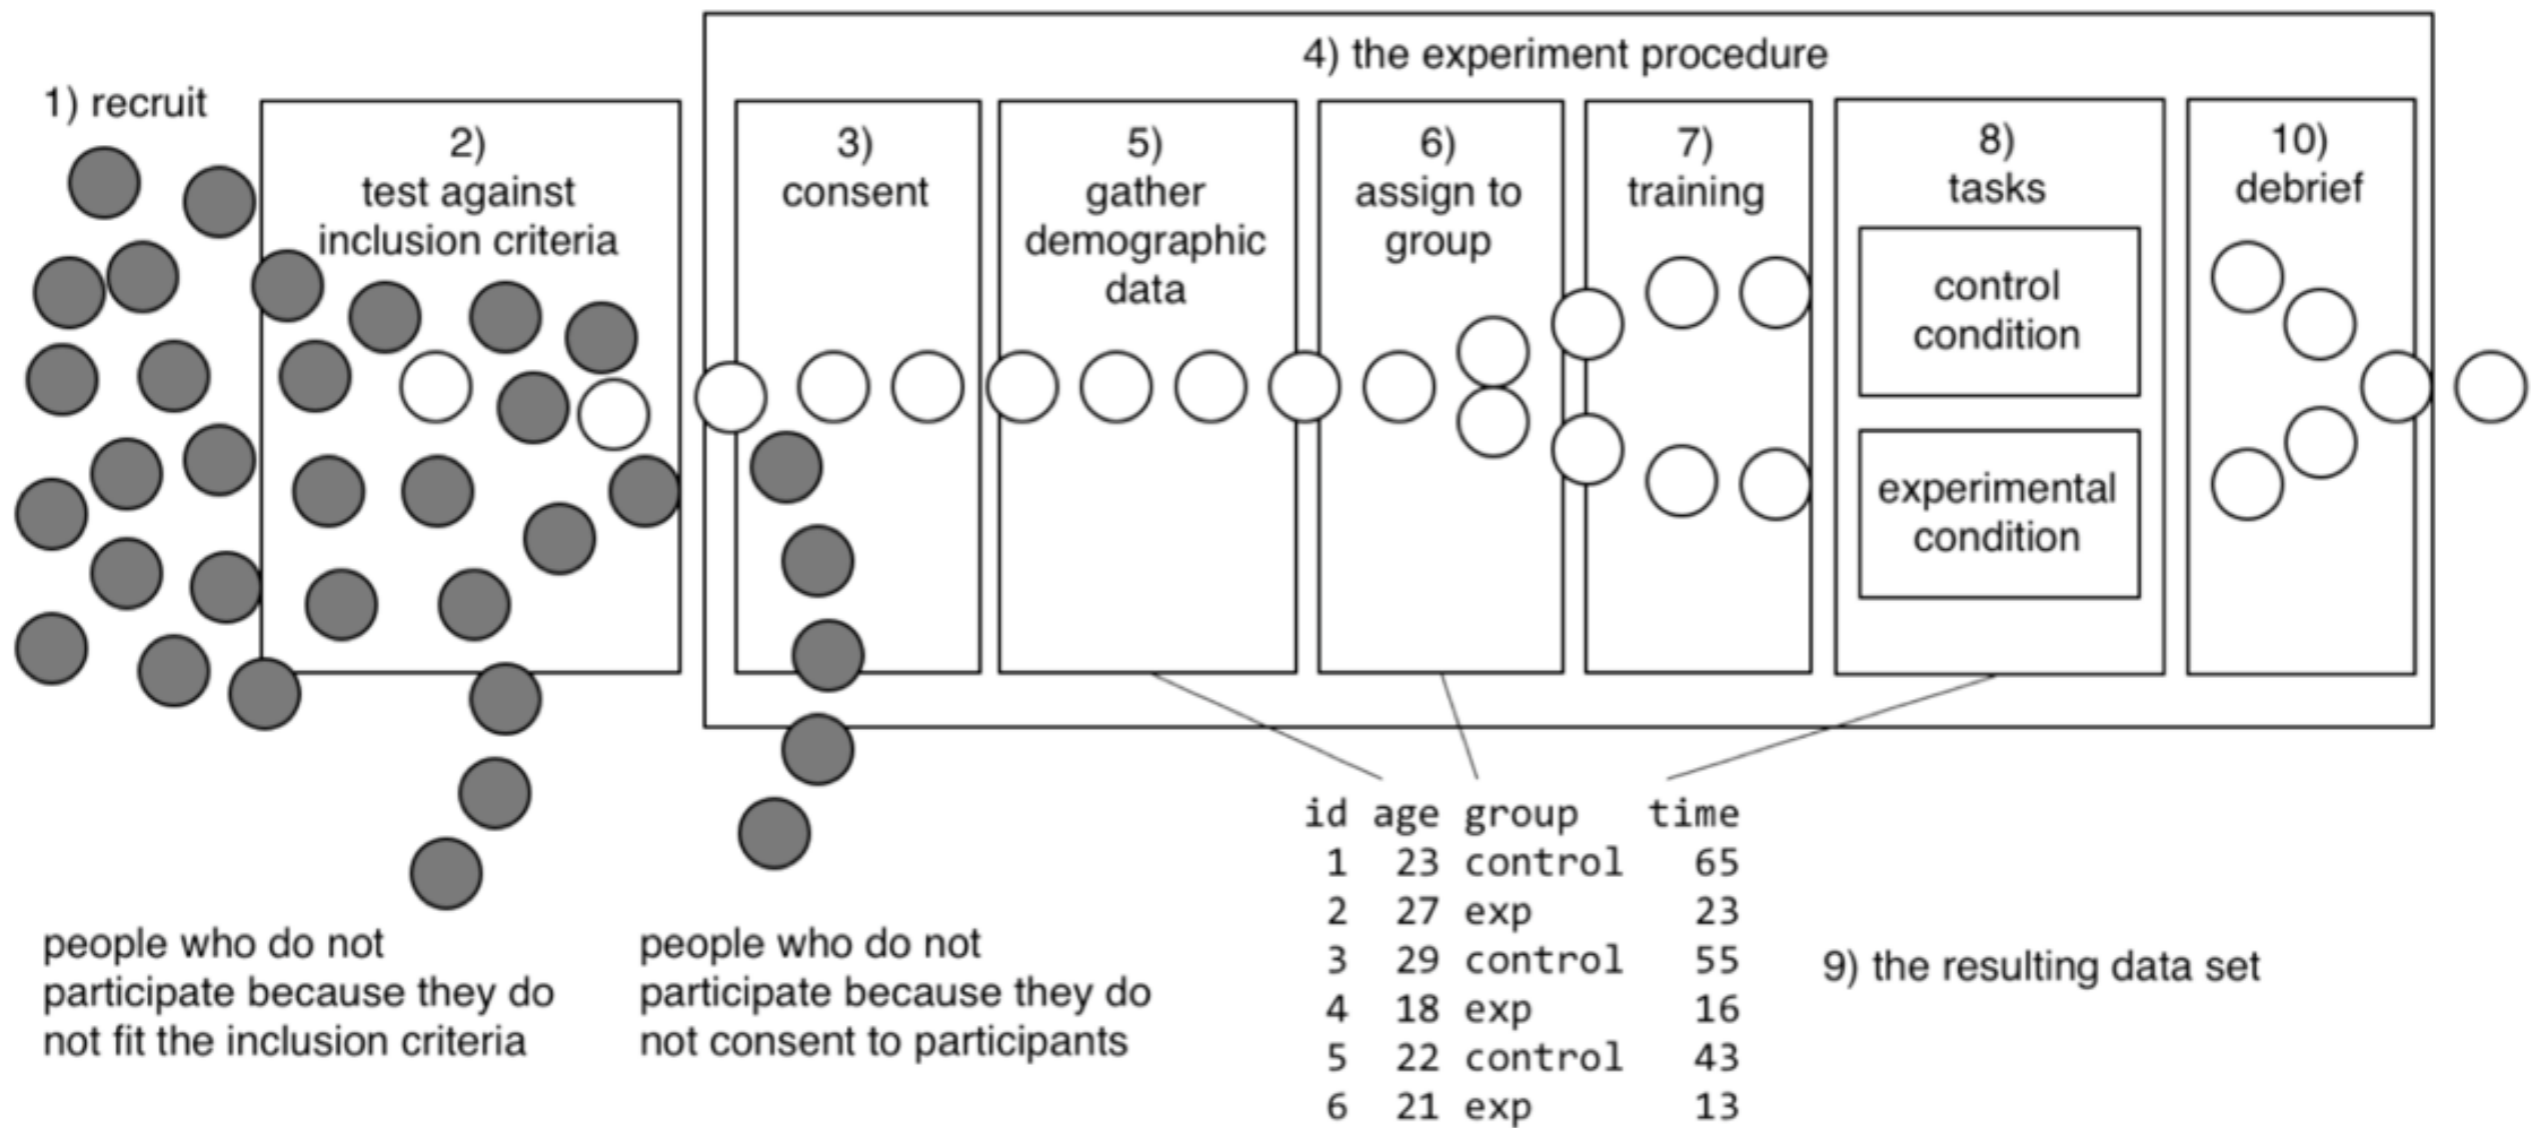 4) the experiment procedure
1) recruit
2)
test against
inclusion criteria
3)
consent
5)
gather
demographic
data
6)
assign to
group
7)
training
8)
tasks
control
condition
experimental
condition
10)
debrief
people who do not
participate because they do
not fit the inclusion criteria
people who do not
participate because they do
not consent to participants
id age group time
1 23 control 65
2 27 exp 23
3 29 control 55
4 18 exp 16
5 22 control 43
6 21 exp 13
9) the resulting data set